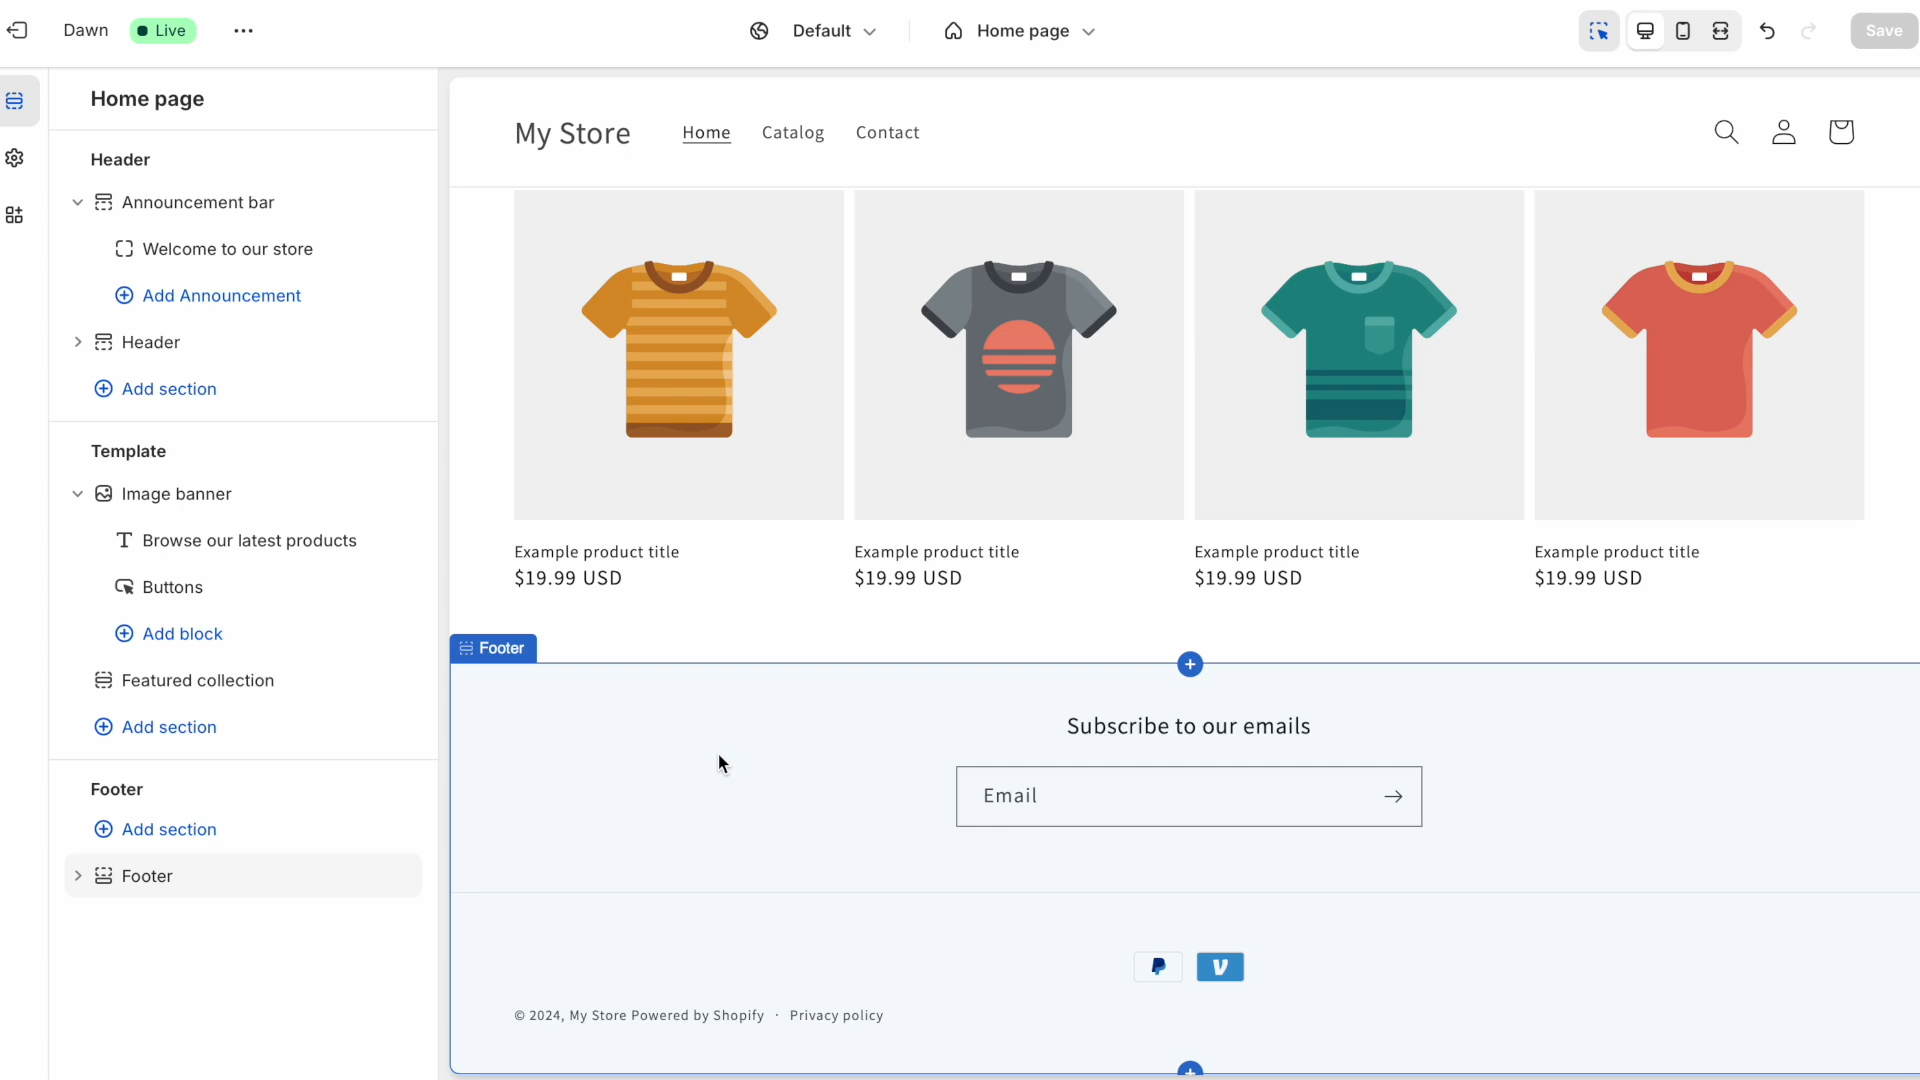 Dawn
Live
Default
Home page
Save
Home page
Header
Announcement bar
Welcome to our store
Add Announcement
Header
Add section
Template
Image banner
Browse our latest products
Buttons
Add block
Featured collection
Add section
Footer
Add section
Footer
My Store
Home
Catalog
Contact
Example product title
$19.99 USD
Example product title
$19.99 USD
Example product title
$19.99 USD
Example product title
$19.99 USD
Footer
Subscribe to our emails
Email
© 2024, My Store Powered by Shopify · Privacy policy